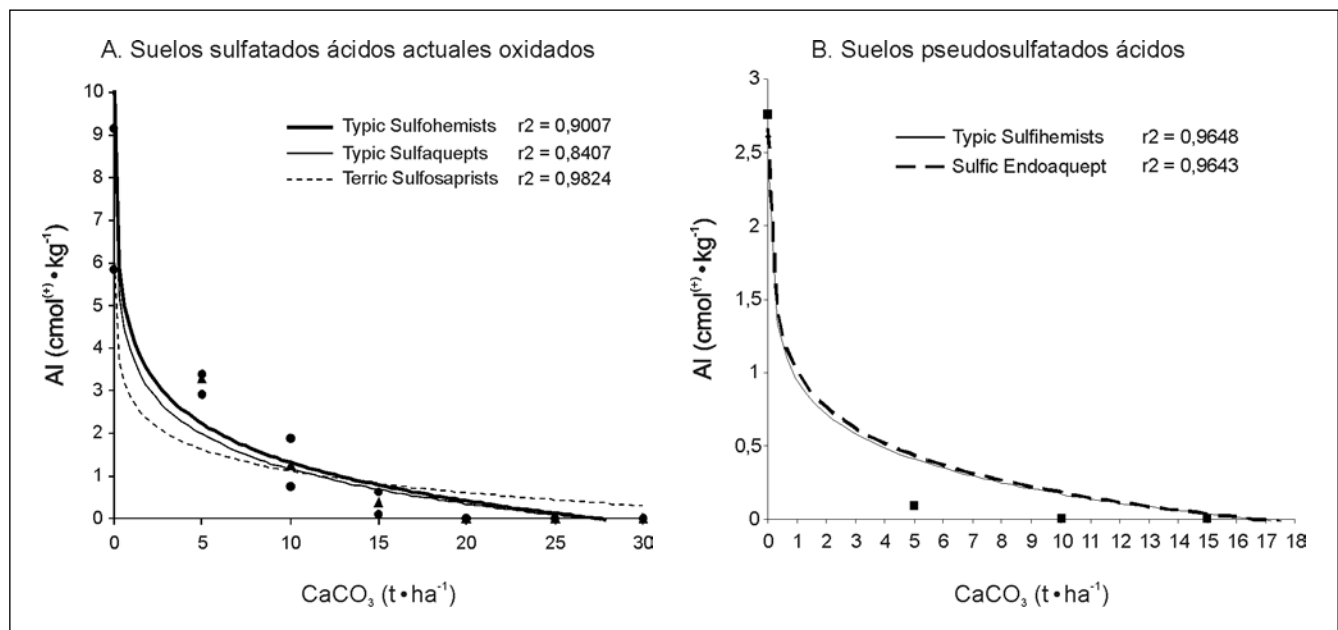 A. Suelos sulfatados ácidos actuales oxidados
Typic Sulfohemists r2 = 0,9007
Typic Sulfaquepts r2 = 0,8407
Terric Sulfosaprists r2 = 0,9824
10
9
8
7
6
5
4
3
2
1
0
Al (cmol⁽⁺⁾•kg⁻¹)
0 5 10 15 20 25 30
CaCO₃ (t•ha⁻¹)
B. Suelos pseudosulfatados ácidos
Typic Sulfihemists r2 = 0,9648
Sulfic Endoaquept r2 = 0,9643
3
2,5
2
1,5
1
0,5
0
Al (cmol⁽⁺⁾•kg⁻¹)
0 1 2 3 4 5 6 7 8 9 10 11 12 13 14 15 16 17 18
CaCO₃ (t•ha⁻¹)